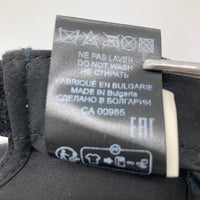 NE PAS LAVER
DO NOT WASH
НЕ СТИРАТЬ
FABRIQUÉ EN BULGARIE
MADE IN Bulgaria
СДЕЛАНО В БОЛГАРИИ
CA 00985
EAC